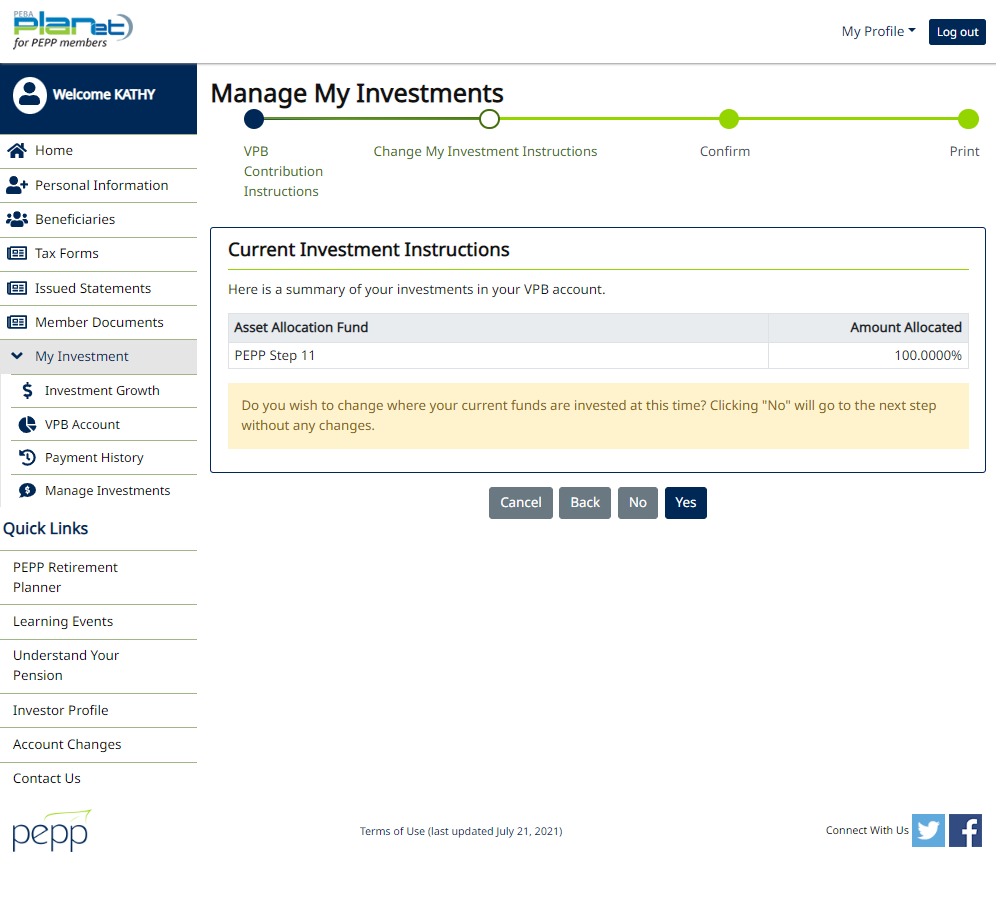 PEBA
planet
for PEPP members
My Profile
Log out
Welcome KATHY
Home
Personal Information
Beneficiaries
Tax Forms
Issued Statements
Member Documents
My Investment
Investment Growth
VPB Account
Payment History
Manage Investments
Quick Links
PEPP Retirement
Planner
Learning Events
Understand Your
Pension
Investor Profile
Account Changes
Contact Us
Manage My Investments
VPB
Contribution
Instructions
Change My Investment Instructions
Confirm
Print
Current Investment Instructions
Here is a summary of your investments in your VPB account.
Asset Allocation Fund Amount Allocated
PEPP Step 11 100.0000%
Do you wish to change where your current funds are invested at this time? Clicking "No" will go to the next step
without any changes.
Cancel Back No Yes
pepp
Terms of Use (last updated July 21, 2021)
Connect With Us